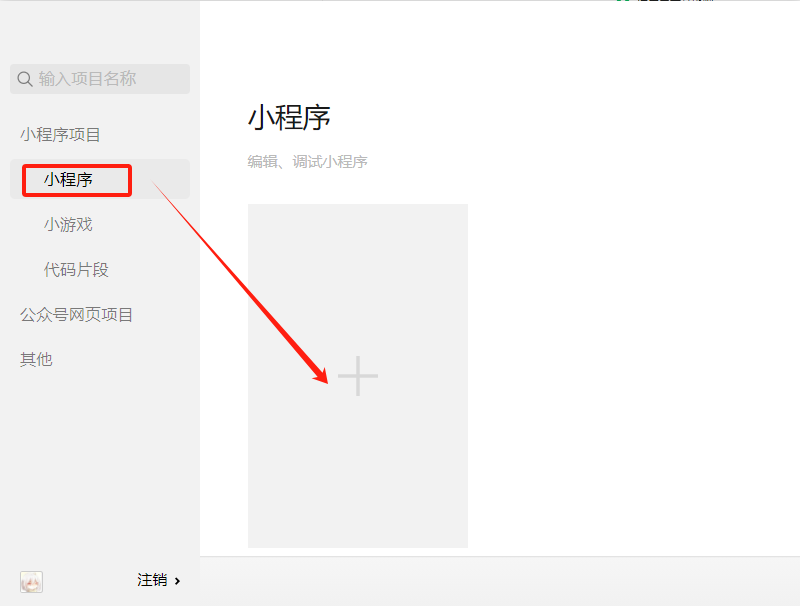 输入项目名称
小程序项目
小程序
小游戏
代码片段
公众号网页项目
其他
小程序
编辑、调试小程序
注销